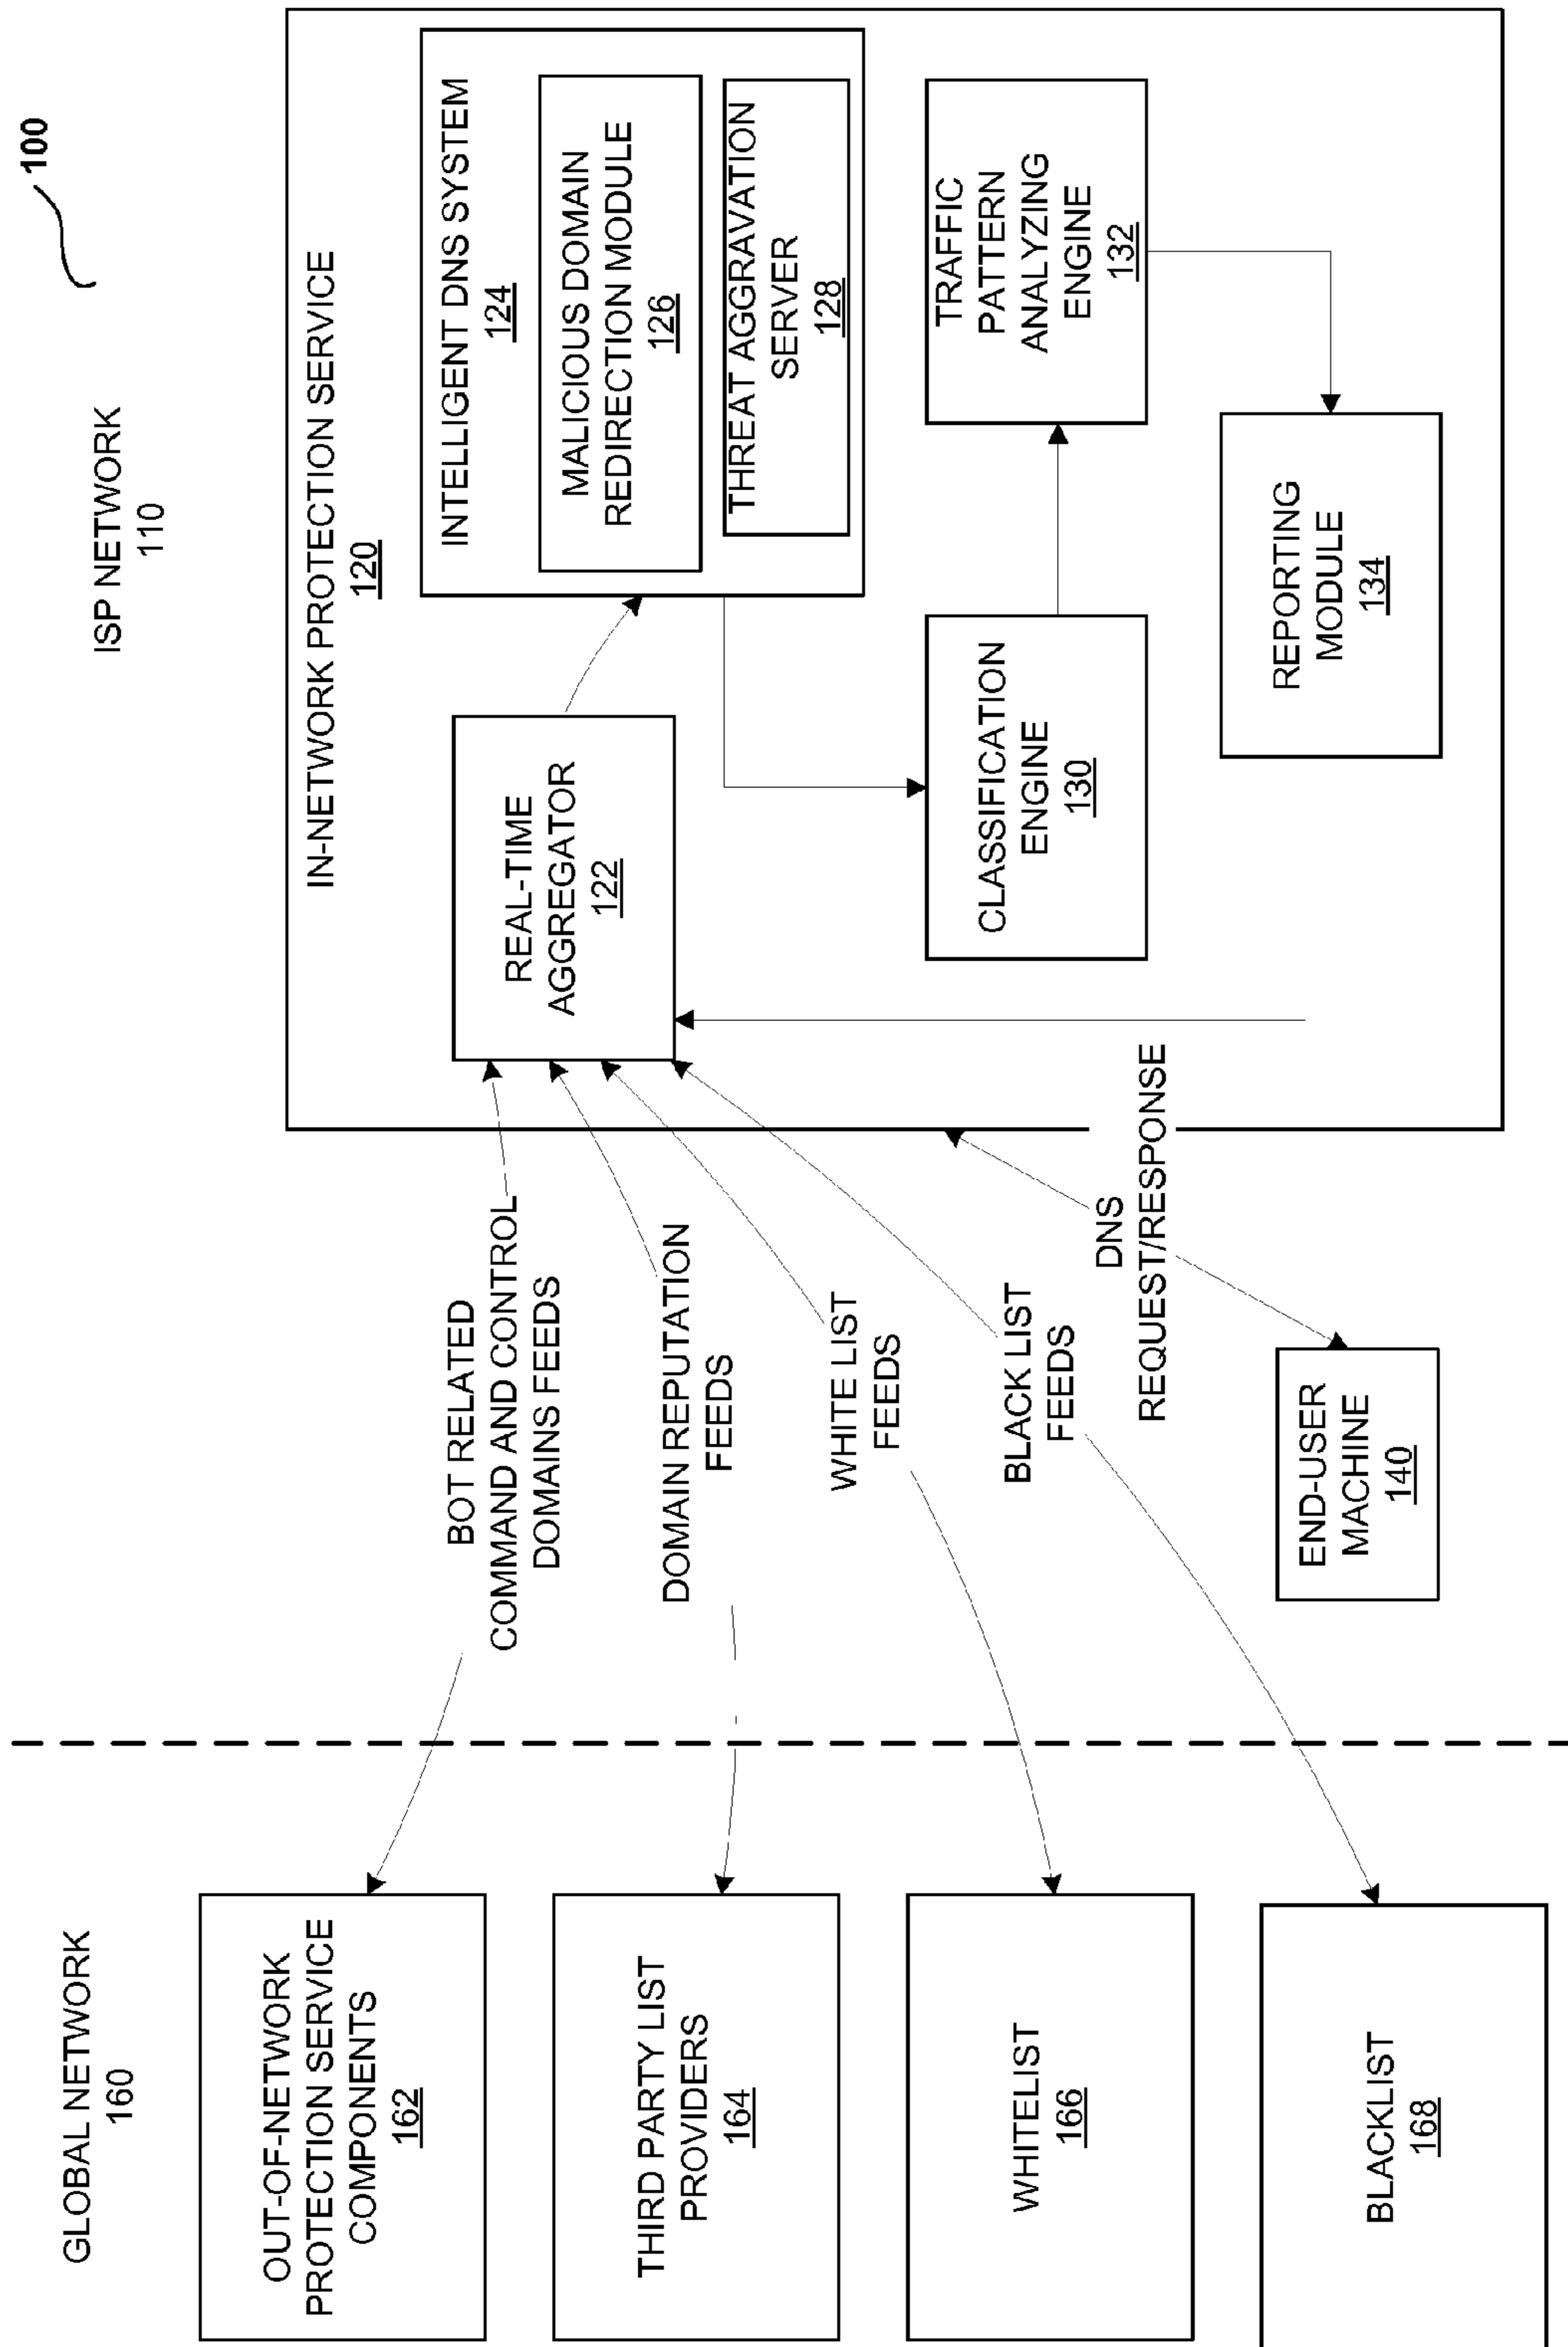 100
GLOBAL NETWORK
160
ISP NETWORK
110
OUT-OF-NETWORK
PROTECTION SERVICE
COMPONENTS
162
THIRD PARTY LIST
PROVIDERS
164
WHITELIST
166
BLACKLIST
168
BOT RELATED
COMMAND AND CONTROL
DOMAINS FEEDS
DOMAIN REPUTATION
FEEDS
WHITE LIST
FEEDS
BLACK LIST
FEEDS
DNS
REQUEST/RESPONSE
END-USER
MACHINE
140
IN-NETWORK PROTECTION SERVICE
120
REAL-TIME
AGGREGATOR
122
INTELLIGENT DNS SYSTEM
124
MALICIOUS DOMAIN
REDIRECTION MODULE
126
THREAT AGGRAVATION
SERVER
128
CLASSIFICATION
ENGINE
130
TRAFFIC
PATTERN
ANALYZING
ENGINE
132
REPORTING
MODULE
134